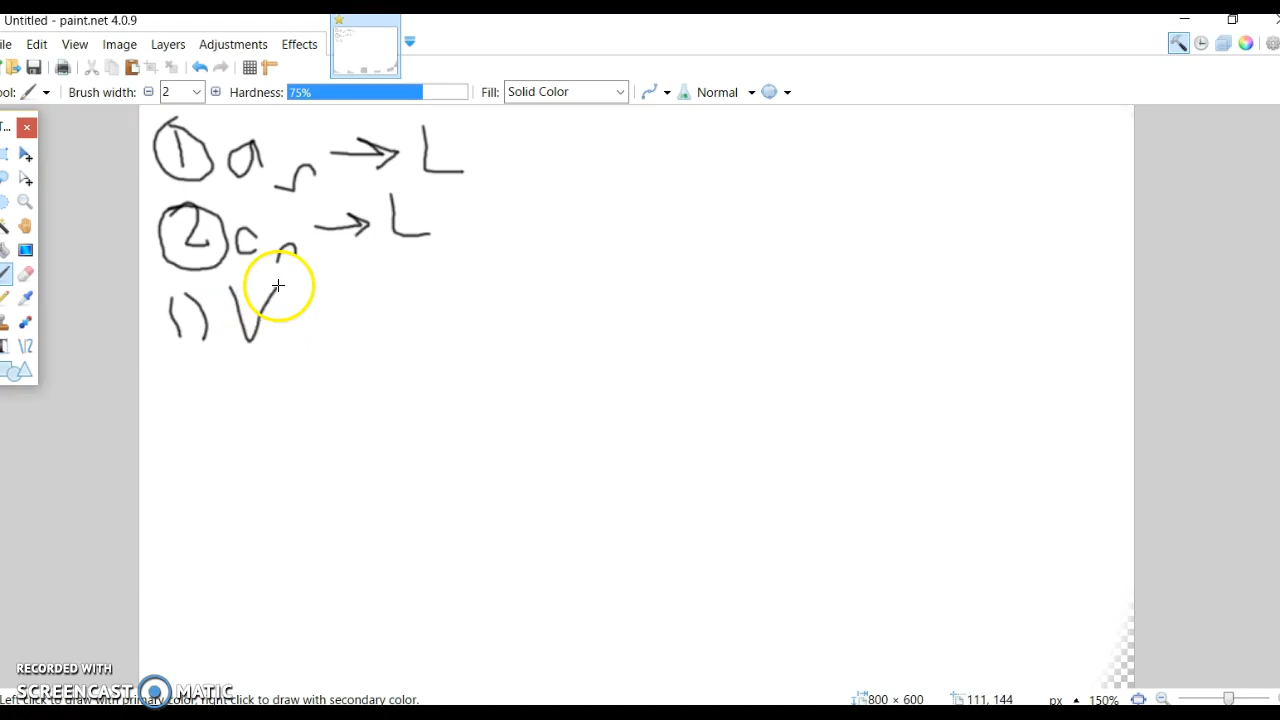 Untitled - paint.net 4.0.9
ile Edit View Image Layers Adjustments Effects
ool: Brush width: 2 Hardness: 75% Fill: Solid Color Normal
T...
① a n → L
② c n → L
1) V
RECORDED WITH
SCREENCAST MATIC
Left click to draw with primary color, right click to draw with secondary color. 800 × 600 111, 144 px 150%